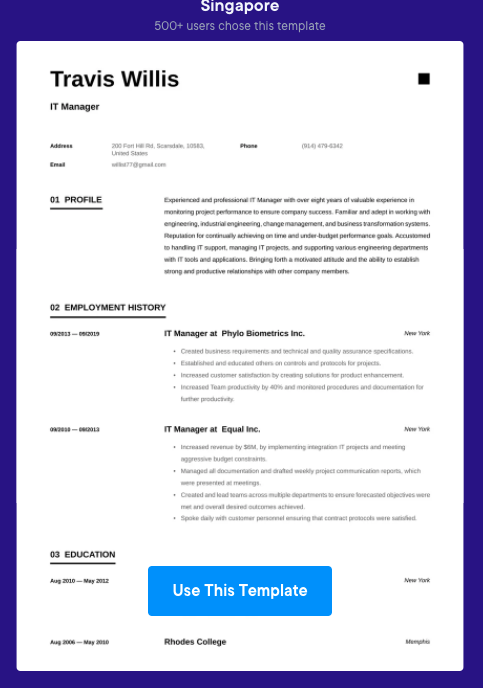 Singapore
500+ users chose this template
Travis Willis
IT Manager
Address 200 Fort Hill Rd, Scarsdale, 10583, Phone (914) 479-6342
United States
Email willist77@gmail.com
01 PROFILE Experienced and professional IT Manager with over eight years of valuable experience in
monitoring project performance to ensure company success. Familiar and adept in working with
engineering, industrial engineering, change management, and business transformation systems.
Reputation for continually achieving on time and under-budget performance goals. Accustomed
to handling IT support, managing IT projects, and supporting various engineering departments
with IT tools and applications. Bringing forth a motivated attitude and the ability to establish
strong and productive relationships with other company members.
02 EMPLOYMENT HISTORY
09/2013 — 09/2019 IT Manager at Phylo Biometrics Inc. New York
• Created business requirements and technical and quality assurance specifications.
• Established and educated others on controls and protocols for projects.
• Increased customer satisfaction by creating solutions for product enhancement.
• Increased Team productivity by 40% and monitored procedures and documentation for
further productivity.
09/2010 — 08/2013 IT Manager at Equal Inc. New York
• Increased revenue by $6M, by implementing integration IT projects and meeting
aggressive budget constraints.
• Managed all documentation and drafted weekly project communication reports, which
were presented at meetings.
• Created and lead teams across multiple departments to ensure forecasted objectives were
met and overall desired outcomes achieved.
• Spoke daily with customer personnel ensuring that contract protocols were satisfied.
03 EDUCATION
Aug 2010 — May 2012 New York
Use This Template
Aug 2006 — May 2010 Rhodes College Memphis